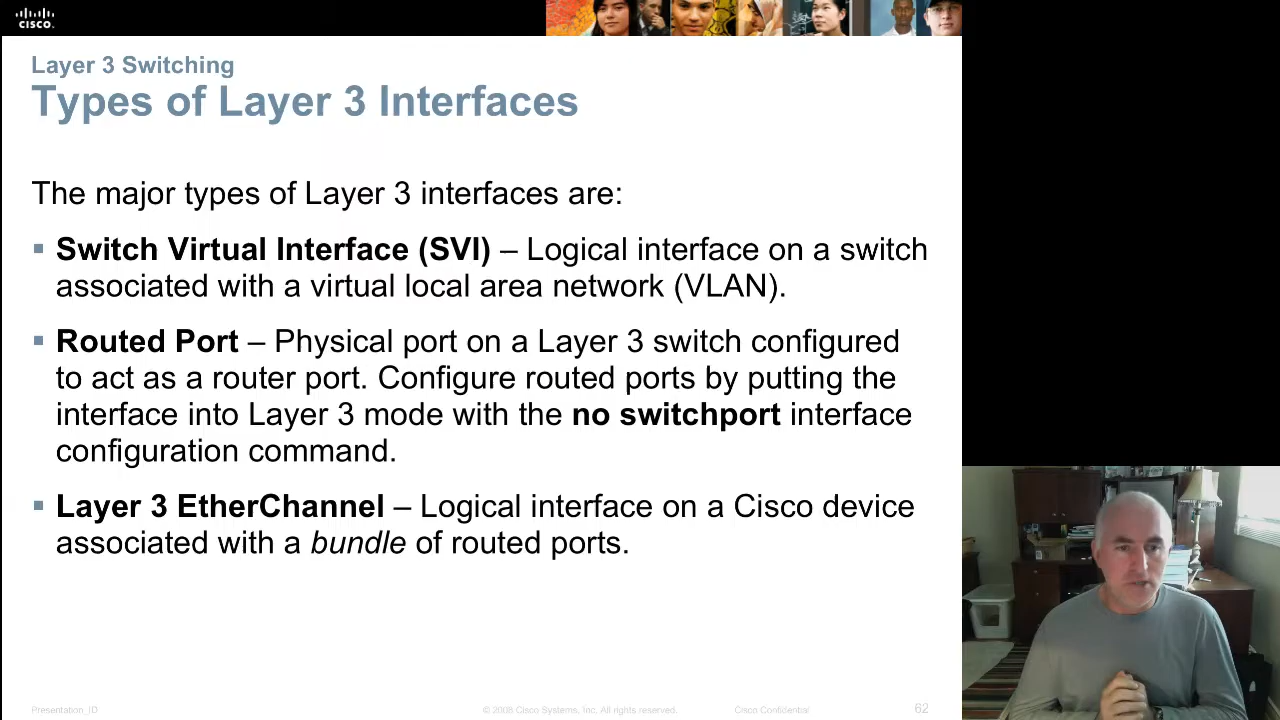 CISCO
Layer 3 Switching
Types of Layer 3 Interfaces
The major types of Layer 3 interfaces are:
▪ Switch Virtual Interface (SVI) – Logical interface on a switch
associated with a virtual local area network (VLAN).
▪ Routed Port – Physical port on a Layer 3 switch configured
to act as a router port. Configure routed ports by putting the
interface into Layer 3 mode with the no switchport interface
configuration command.
▪ Layer 3 EtherChannel – Logical interface on a Cisco device
associated with a bundle of routed ports.
Presentation_ID
© 2008 Cisco Systems, Inc. All rights reserved.
Cisco Confidential
62